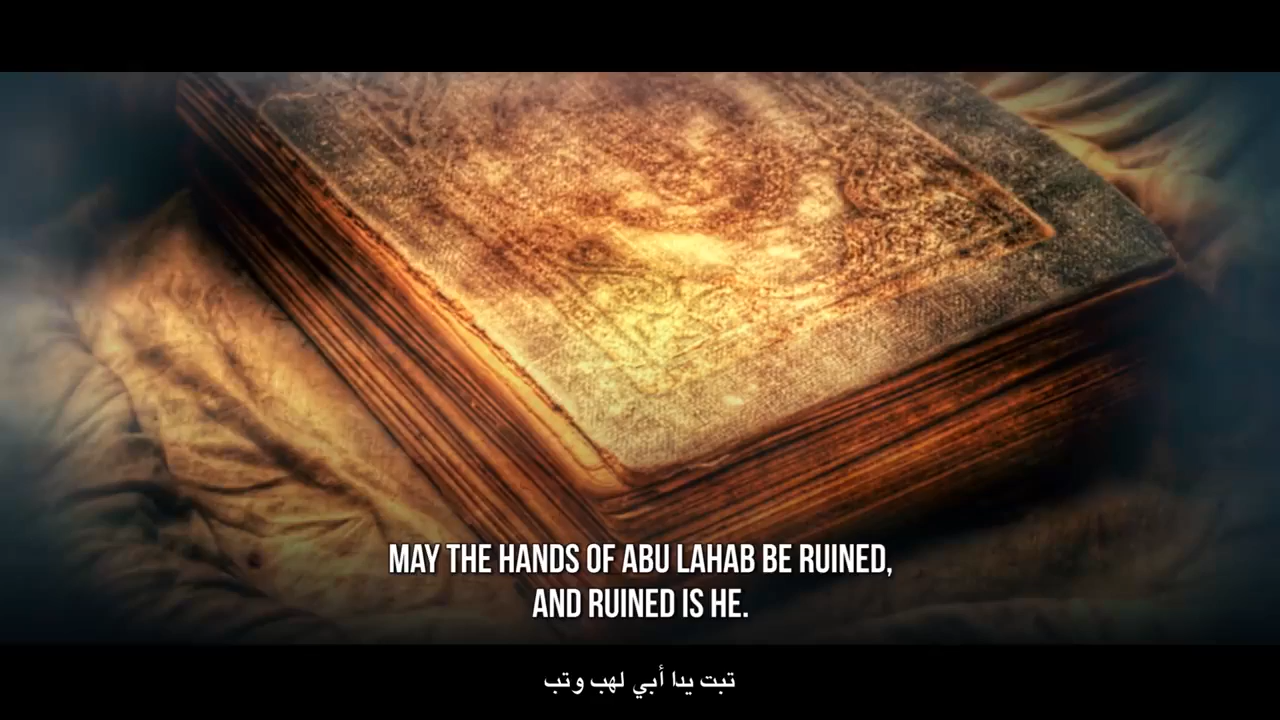 MAY THE HANDS OF ABU LAHAB BE RUINED,
AND RUINED IS HE.
تبت يدا أبي لهب وتب